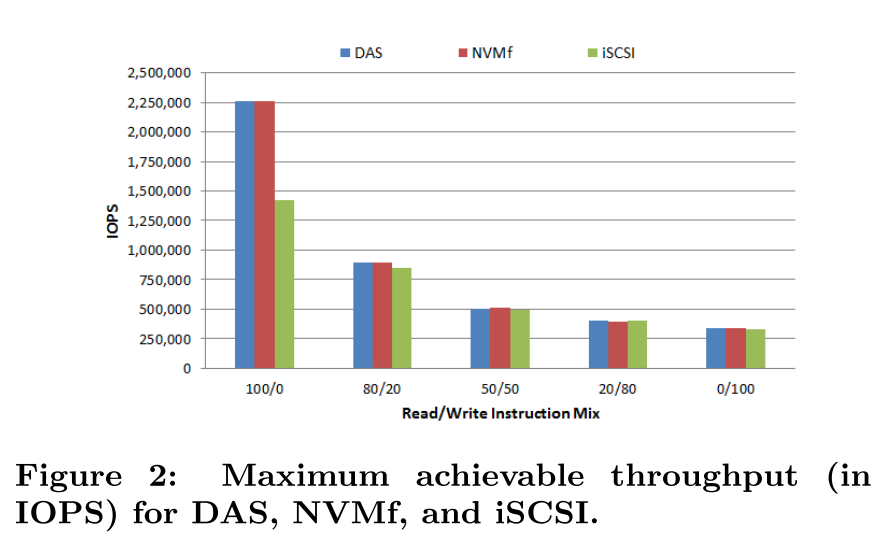 DAS NVMf iSCSI
2,500,000
2,250,000
2,000,000
1,750,000
1,500,000
1,250,000
1,000,000
750,000
500,000
250,000
0
IOPS
100/0 80/20 50/50 20/80 0/100
Read/Write Instruction Mix
Figure 2: Maximum achievable throughput (in
IOPS) for DAS, NVMf, and iSCSI.